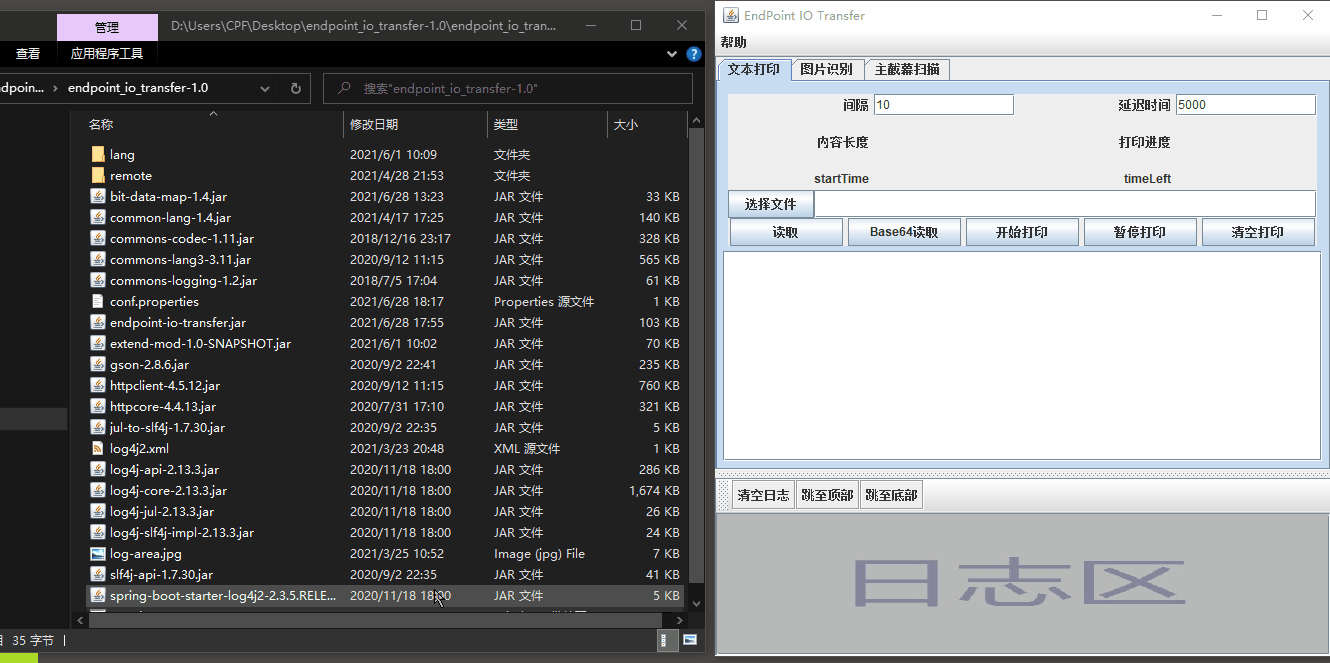 管理
D:\Users\CPF\Desktop\endpoint_io_transfer-1.0\endpoint_io_tran...
查看
应用程序工具
ndpoin... › endpoint_io_transfer-1.0
搜索"endpoint_io_transfer-1.0"
名称 修改日期 类型 大小
lang 2021/6/1 10:09 文件夹
remote 2021/4/28 21:53 文件夹
bit-data-map-1.4.jar 2021/6/28 13:23 JAR 文件 33 KB
common-lang-1.4.jar 2021/4/17 17:25 JAR 文件 140 KB
commons-codec-1.11.jar 2018/12/16 23:17 JAR 文件 328 KB
commons-lang3-3.11.jar 2020/9/12 11:15 JAR 文件 565 KB
commons-logging-1.2.jar 2018/7/5 17:04 JAR 文件 61 KB
conf.properties 2021/6/28 18:17 Properties 源文件 1 KB
endpoint-io-transfer.jar 2021/6/28 17:55 JAR 文件 103 KB
extend-mod-1.0-SNAPSHOT.jar 2021/6/1 10:02 JAR 文件 70 KB
gson-2.8.6.jar 2020/9/2 22:41 JAR 文件 235 KB
httpclient-4.5.12.jar 2020/9/12 11:15 JAR 文件 760 KB
httpcore-4.4.13.jar 2020/7/31 17:10 JAR 文件 321 KB
jul-to-slf4j-1.7.30.jar 2020/9/2 22:35 JAR 文件 5 KB
log4j2.xml 2021/3/23 20:48 XML 源文件 1 KB
log4j-api-2.13.3.jar 2020/11/18 18:00 JAR 文件 286 KB
log4j-core-2.13.3.jar 2020/11/18 18:00 JAR 文件 1,674 KB
log4j-jul-2.13.3.jar 2020/11/18 18:00 JAR 文件 26 KB
log4j-slf4j-impl-2.13.3.jar 2020/11/18 18:00 JAR 文件 24 KB
log-area.jpg 2021/3/25 10:52 Image (jpg) File 7 KB
slf4j-api-1.7.30.jar 2020/9/2 22:35 JAR 文件 41 KB
spring-boot-starter-log4j2-2.3.5.RELE... 2020/11/18 18:00 JAR 文件 5 KB
35 字节
EndPoint IO Transfer
帮助
文本打印 图片识别 主截幕扫描
间隔 10 延迟时间 5000
内容长度 打印进度
startTime timeLeft
选择文件
读取 Base64读取 开始打印 暂停打印 清空打印
清空日志 跳至顶部 跳至底部
日志区